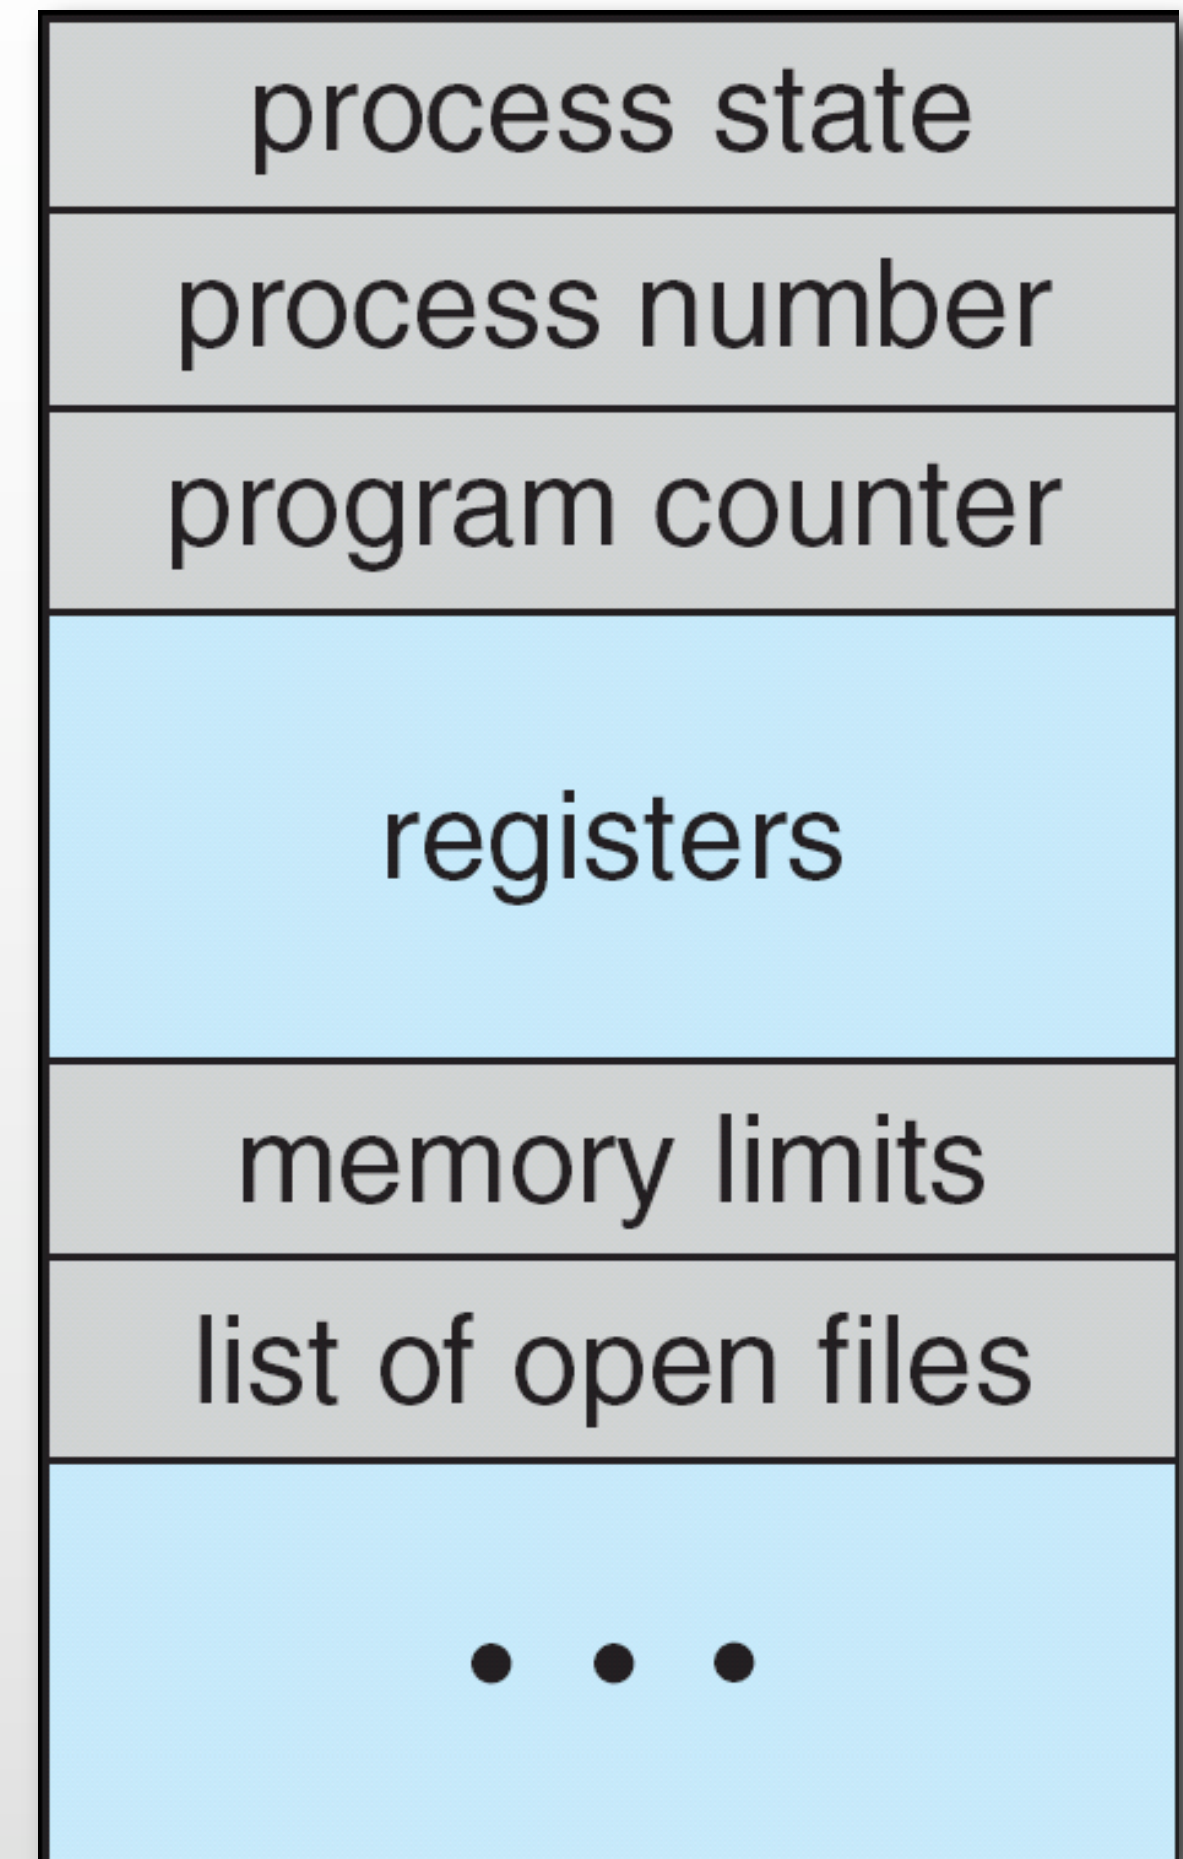 process state
process number
program counter
registers
memory limits
list of open files
• • •